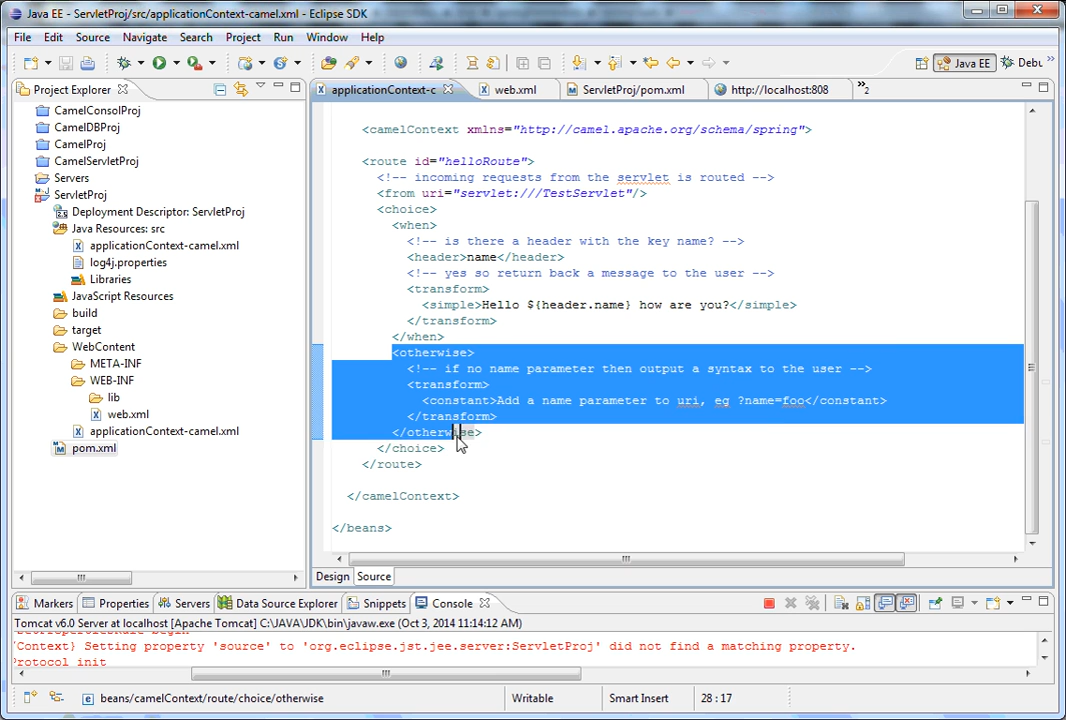 Java EE - ServletProj/src/applicationContext-camel.xml - Eclipse SDK
File Edit Source Navigate Search Project Run Window Help
Java EE Debu »
Project Explorer
applicationContext-c web.xml ServletProj/pom.xml http://localhost:808 »2
CamelConsolProj
CamelDBProj
CamelProj
CamelServletProj
Servers
ServletProj
Deployment Descriptor: ServletProj
Java Resources: src
applicationContext-camel.xml
log4j.properties
Libraries
JavaScript Resources
build
target
WebContent
META-INF
WEB-INF
lib
web.xml
applicationContext-camel.xml
pom.xml
<camelContext xmlns="http://camel.apache.org/schema/spring">
<route id="helloRoute">
<!-- incoming requests from the servlet is routed -->
<from uri="servlet:///TestServlet"/>
<choice>
<when>
<!-- is there a header with the key name? -->
<header>name</header>
<!-- yes so return back a message to the user -->
<transform>
<simple>Hello ${header.name} how are you?</simple>
</transform>
</when>
<otherwise>
<!-- if no name parameter then output a syntax to the user -->
<transform>
<constant>Add a name parameter to uri, eg ?name=foo</constant>
</transform>
</otherwise>
</choice>
</route>
</camelContext>
</beans>
Design Source
Markers Properties Servers Data Source Explorer Snippets Console
Tomcat v6.0 Server at localhost [Apache Tomcat] C:\JAVA\JDK\bin\javaw.exe (Oct 3, 2014 11:14:12 AM)
'Context} Setting property 'source' to 'org.eclipse.jst.jee.server:ServletProj' did not find a matching property.
rotocol init
beans/camelContext/route/choice/otherwise Writable Smart Insert 28:17